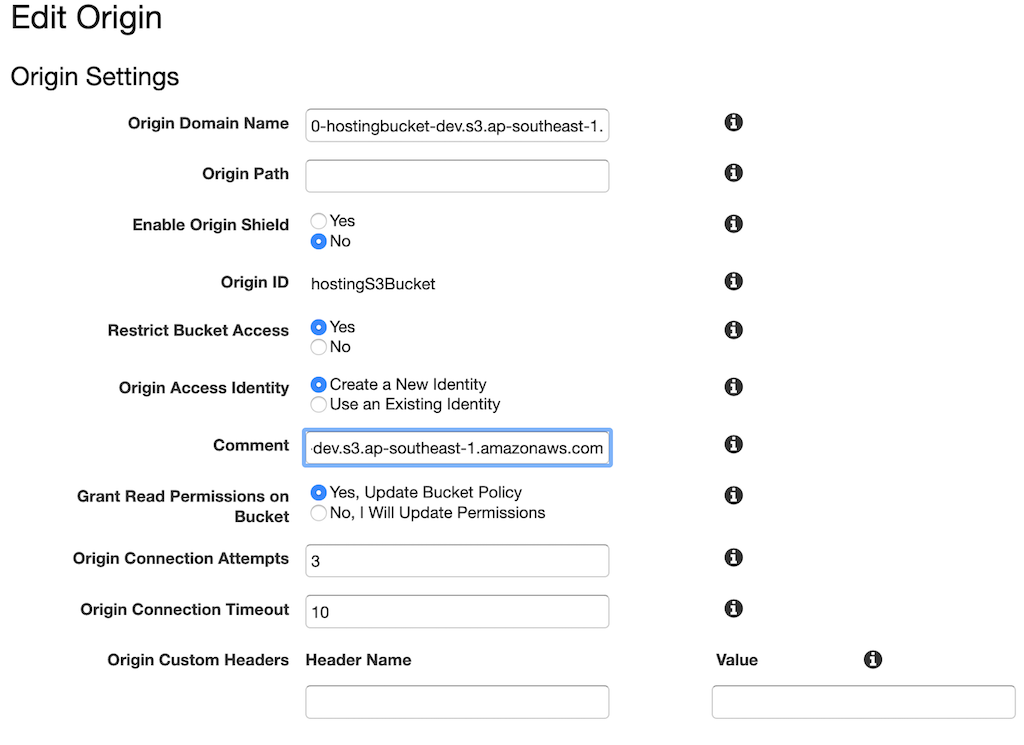 Edit Origin
Origin Settings
Origin Domain Name 0-hostingbucket-dev.s3.ap-southeast-1.
Origin Path
Enable Origin Shield Yes
No
Origin ID hostingS3Bucket
Restrict Bucket Access Yes
No
Origin Access Identity Create a New Identity
Use an Existing Identity
Comment -dev.s3.ap-southeast-1.amazonaws.com
Grant Read Permissions on Bucket Yes, Update Bucket Policy
No, I Will Update Permissions
Origin Connection Attempts 3
Origin Connection Timeout 10
Origin Custom Headers Header Name Value